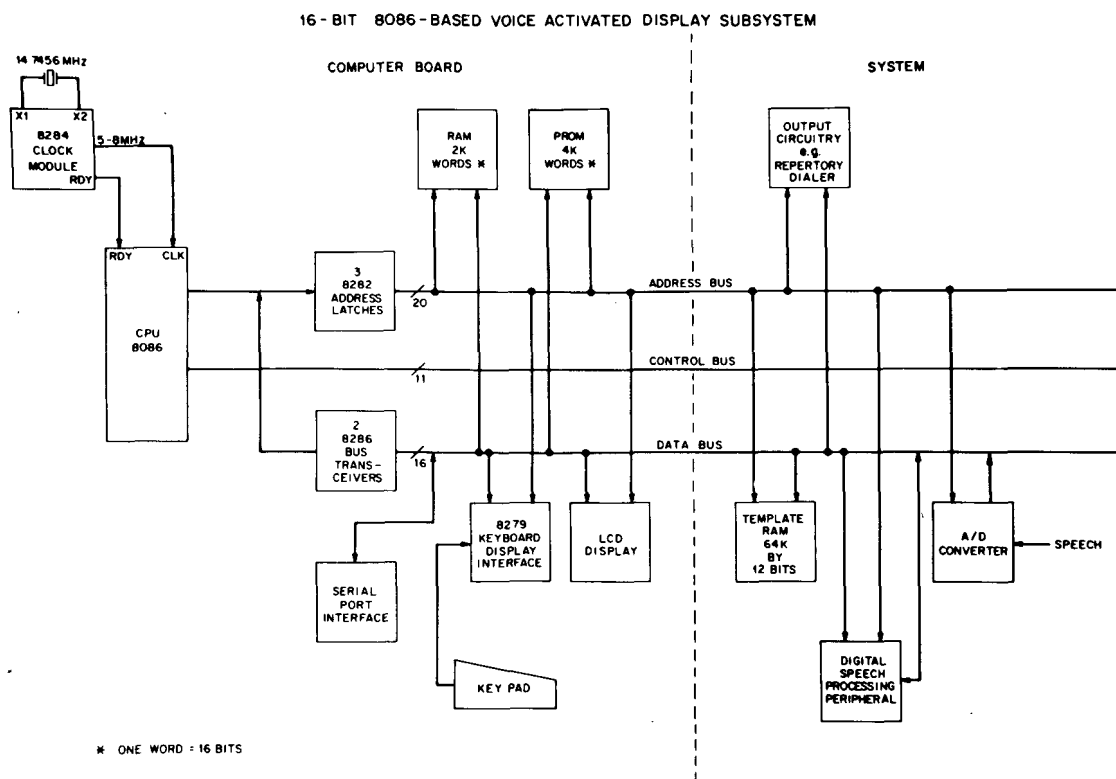 16-BIT 8086-BASED VOICE ACTIVATED DISPLAY SUBSYSTEM
COMPUTER BOARD
SYSTEM
14 7456 MHz
X1 X2
8284
CLOCK
MODULE
RDY
5-8MHz
RAM
2K
WORDS *
PROM
4K
WORDS *
OUTPUT
CIRCUITRY
e.g.
REPERTORY
DIALER
RDY CLK
CPU
8086
3
8282
ADDRESS
LATCHES
20
ADDRESS BUS
11
CONTROL BUS
2
8286
BUS
TRANS-
CEIVERS
16
DATA BUS
SERIAL
PORT
INTERFACE
8279
KEYBOARD
DISPLAY
INTERFACE
LCD
DISPLAY
TEMPLATE
RAM
64K
BY
12 BITS
A/D
CONVERTER
SPEECH
KEY PAD
DIGITAL
SPEECH
PROCESSING
PERIPHERAL
* ONE WORD = 16 BITS